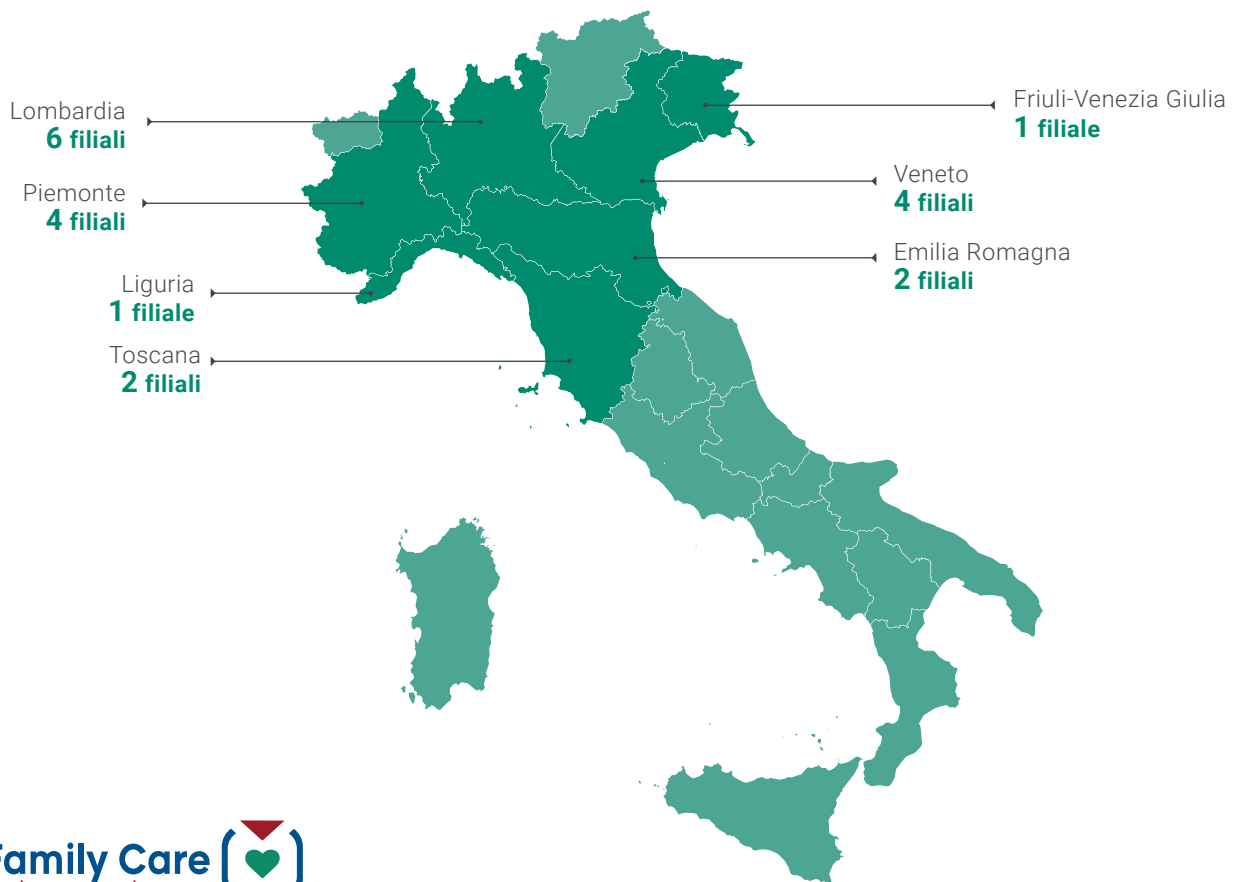 Lombardia
6 filiali
Piemonte
4 filiali
Liguria
1 filiale
Toscana
2 filiali
Friuli-Venezia Giulia
1 filiale
Veneto
4 filiali
Emilia Romagna
2 filiali
Family Care